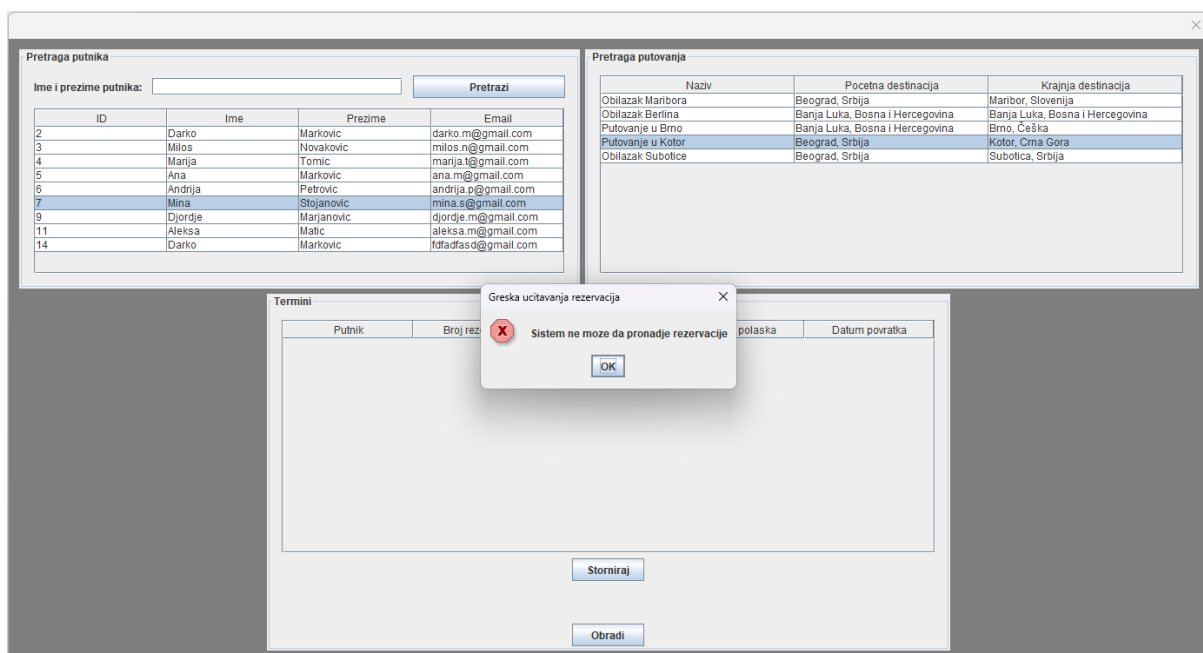 Pretraga putnika
Ime i prezime putnika: Pretrazi
ID Ime Prezime Email
2 Darko Markovic darko.m@gmail.com
3 Milos Novakovic milos.n@gmail.com
4 Marija Tomic marija.t@gmail.com
5 Ana Markovic ana.m@gmail.com
6 Andrija Petrovic andrija.p@gmail.com
7 Mina Stojanovic mina.s@gmail.com
9 Djordje Marjanovic djordje.m@gmail.com
11 Aleksa Matic aleksa.m@gmail.com
14 Darko Markovic fdfadfasd@gmail.com
Pretraga putovanja
Naziv Pocetna destinacija Krajnja destinacija
Obilazak Maribora Beograd, Srbija Maribor, Slovenija
Obilazak Berlina Banja Luka, Bosna i Hercegovina Banja Luka, Bosna i Hercegovina
Putovanje u Brno Banja Luka, Bosna i Hercegovina Brno, Češka
Putovanje u Kotor Beograd, Srbija Kotor, Crna Gora
Obilazak Subotice Beograd, Srbija Subotica, Srbija
Termini
Putnik Broj rez polaska Datum povratka
Greska ucitavanja rezervacija
Sistem ne moze da pronadje rezervacije
OK
Storniraj
Obradi